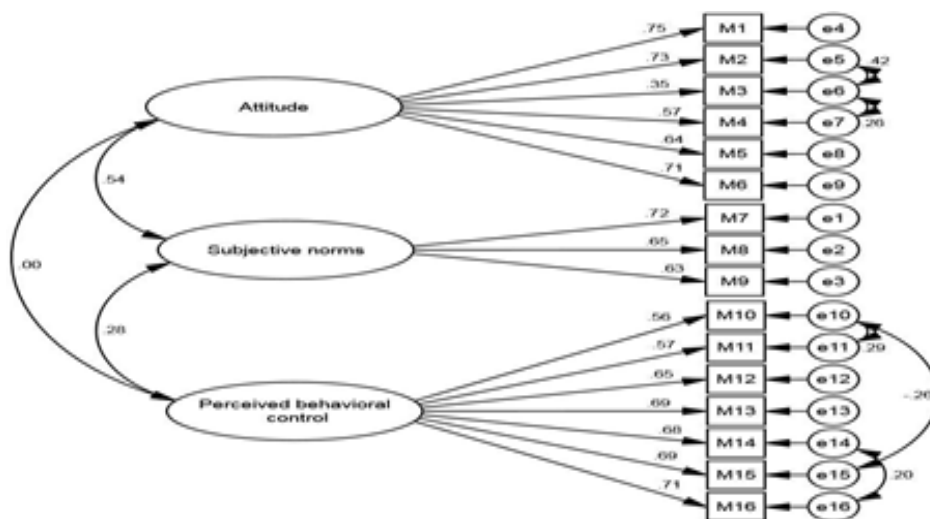 .75 M1 e4
.73 M2 e5 .42
.35 M3 e6
Attitude
.57 M4 e7 .26
.64 M5 e8
.71 M6 e9
.54
.72 M7 e1
Subjective norms .65 M8 e2
.00
.63 M9 e3
.28
.56 M10 e10
.57 M11 e11 .29
.65 M12 e12
-.26
Perceived behavioral
control
.69 M13 e13
.68 M14 e14
.69 M15 e15 .20
.71 M16 e16